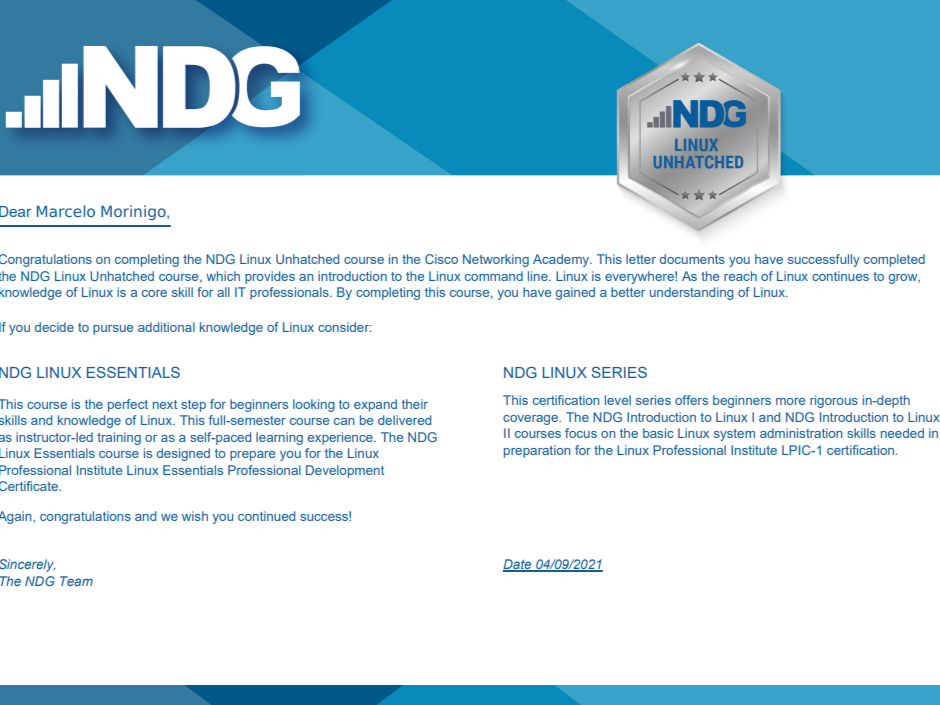 NDG
NDG
LINUX
UNHATCHED
Dear Marcelo Morinigo,
Congratulations on completing the NDG Linux Unhatched course in the Cisco Networking Academy. This letter documents you have successfully completed
the NDG Linux Unhatched course, which provides an introduction to the Linux command line. Linux is everywhere! As the reach of Linux continues to grow,
knowledge of Linux is a core skill for all IT professionals. By completing this course, you have gained a better understanding of Linux.
If you decide to pursue additional knowledge of Linux consider:
NDG LINUX ESSENTIALS
This course is the perfect next step for beginners looking to expand their
skills and knowledge of Linux. This full-semester course can be delivered
as instructor-led training or as a self-paced learning experience. The NDG
Linux Essentials course is designed to prepare you for the Linux
Professional Institute Linux Essentials Professional Development
Certificate.
Again, congratulations and we wish you continued success!
NDG LINUX SERIES
This certification level series offers beginners more rigorous in-depth
coverage. The NDG Introduction to Linux I and NDG Introduction to Linux
II courses focus on the basic Linux system administration skills needed in
preparation for the Linux Professional Institute LPIC-1 certification.
Sincerely,
The NDG Team
Date 04/09/2021